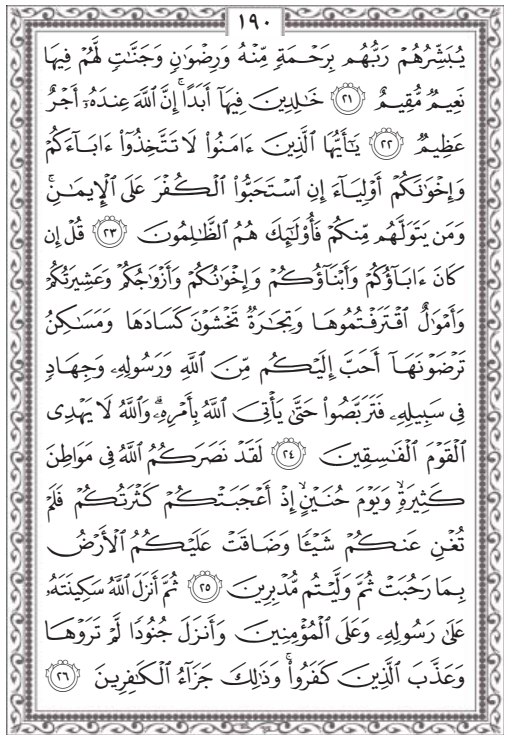 ١٩٠
يُبَشِّرُهُمْ رَبُّهُم بِرَحْمَةٍ مِّنْهُ وَرِضْوَٰنٍ وَجَنَّٰتٍ لَّهُمْ فِيهَا
نَعِيمٌ مُّقِيمٌ ٢١ خَٰلِدِينَ فِيهَآ أَبَدًا ۚ إِنَّ ٱللَّهَ عِندَهُۥٓ أَجْرٌ
عَظِيمٌ ٢٢ يَٰٓأَيُّهَا ٱلَّذِينَ ءَامَنُوا۟ لَا تَتَّخِذُوٓا۟ ءَابَآءَكُمْ
وَإِخْوَٰنَكُمْ أَوْلِيَآءَ إِنِ ٱسْتَحَبُّوا۟ ٱلْكُفْرَ عَلَى ٱلْإِيمَٰنِ ۚ
وَمَن يَتَوَلَّهُم مِّنكُمْ فَأُو۟لَٰٓئِكَ هُمُ ٱلظَّٰلِمُونَ ٢٣ قُلْ إِن
كَانَ ءَابَآؤُكُمْ وَأَبْنَآؤُكُمْ وَإِخْوَٰنُكُمْ وَأَزْوَٰجُكُمْ وَعَشِيرَتُكُمْ
وَأَمْوَٰلٌ ٱقْتَرَفْتُمُوهَا وَتِجَٰرَةٌ تَخْشَوْنَ كَسَادَهَا وَمَسَٰكِنُ
تَرْضَوْنَهَآ أَحَبَّ إِلَيْكُم مِّنَ ٱللَّهِ وَرَسُولِهِۦ وَجِهَادٍ
فِى سَبِيلِهِۦ فَتَرَبَّصُوا۟ حَتَّىٰ يَأْتِىَ ٱللَّهُ بِأَمْرِهِۦ ۗ وَٱللَّهُ لَا يَهْدِى
ٱلْقَوْمَ ٱلْفَٰسِقِينَ ٢٤ لَقَدْ نَصَرَكُمُ ٱللَّهُ فِى مَوَاطِنَ
كَثِيرَةٍ ۙ وَيَوْمَ حُنَيْنٍ ۙ إِذْ أَعْجَبَتْكُمْ كَثْرَتُكُمْ فَلَمْ
تُغْنِ عَنكُمْ شَيْـًٔا وَضَاقَتْ عَلَيْكُمُ ٱلْأَرْضُ
بِمَا رَحُبَتْ ثُمَّ وَلَّيْتُم مُّدْبِرِينَ ٢٥ ثُمَّ أَنزَلَ ٱللَّهُ سَكِينَتَهُۥ
عَلَىٰ رَسُولِهِۦ وَعَلَى ٱلْمُؤْمِنِينَ وَأَنزَلَ جُنُودًا لَّمْ تَرَوْهَا
وَعَذَّبَ ٱلَّذِينَ كَفَرُوا۟ ۚ وَذَٰلِكَ جَزَآءُ ٱلْكَٰفِرِينَ ٢٦